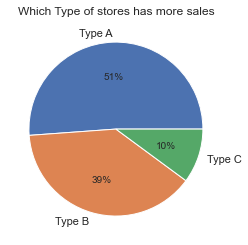 Which Type of stores has more sales
Type A
51%
10%
Type C
39%
Type B